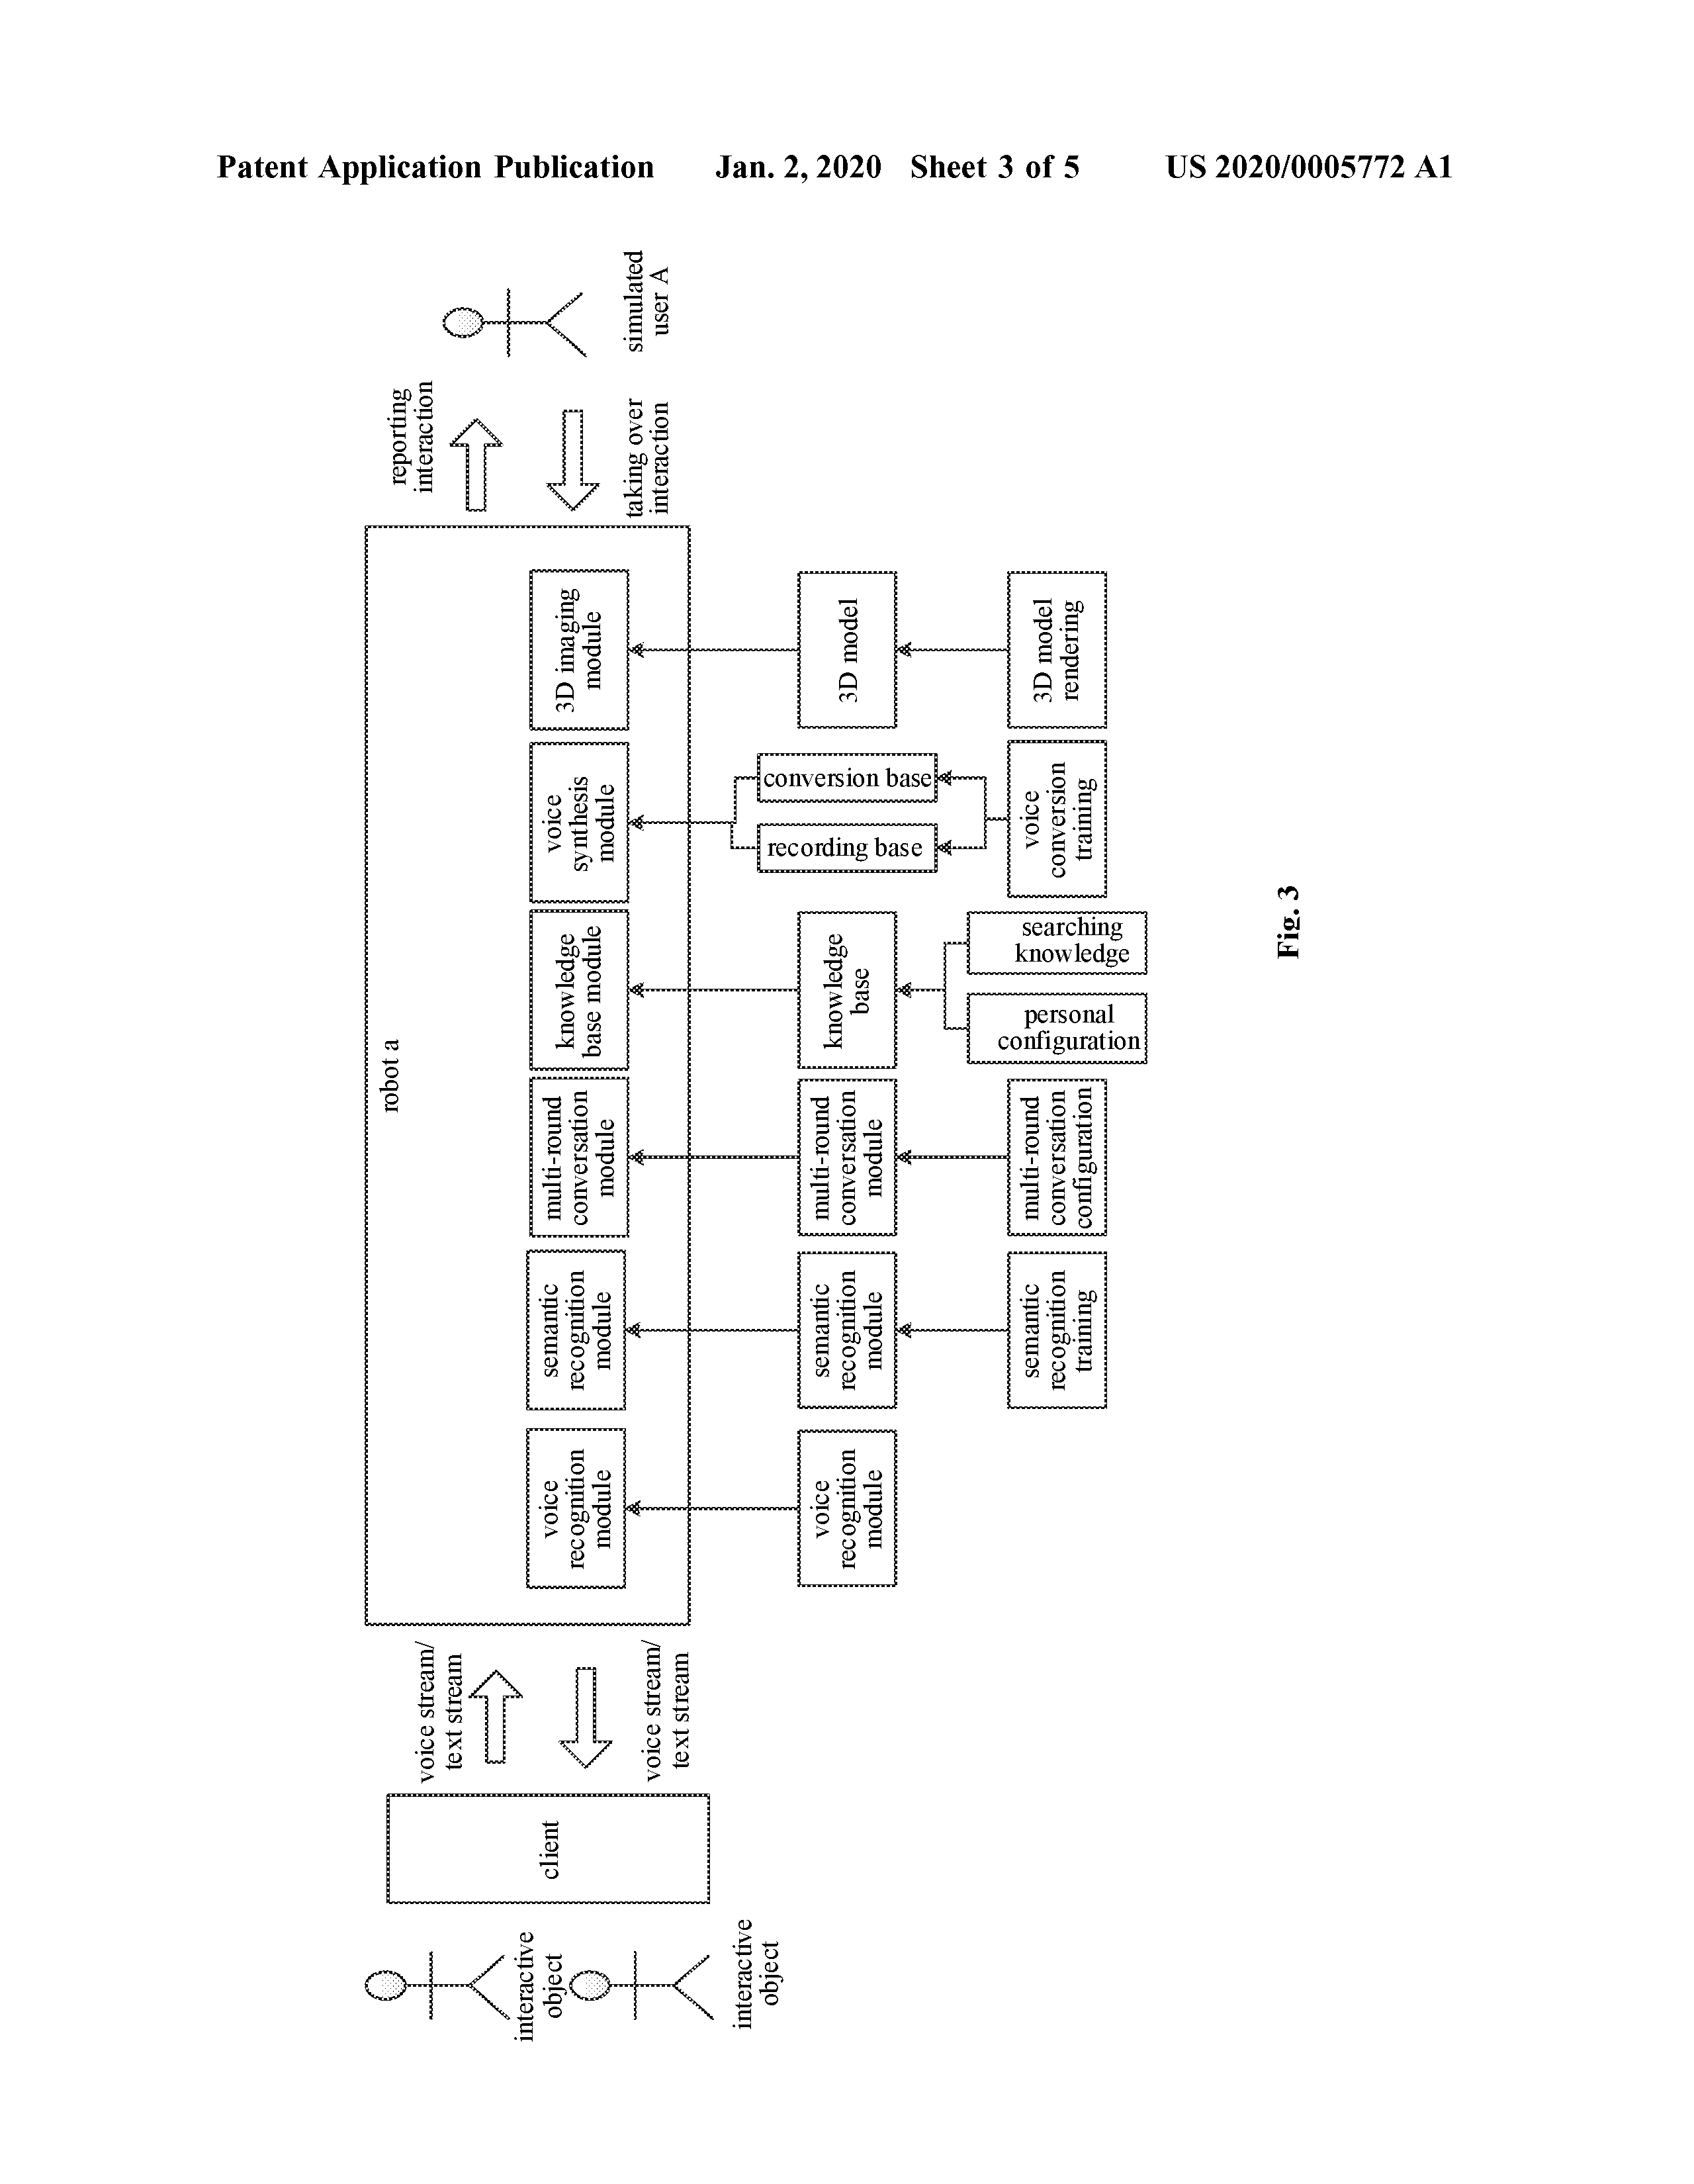 Patent Application Publication Jan. 2, 2020 Sheet 3 of 5 US 2020/0005772 A1
interactive
object
interactive
object
client
voice stream/
text stream
voice stream/
text stream
robot a
voice
recognition
module
semantic
recognition
module
multi-round
conversation
module
knowledge
base module
voice
synthesis
module
3D imaging
module
reporting
interaction
taking over
interaction
simulated
user A
voice
recognition
module
semantic
recognition
module
multi-round
conversation
module
knowledge
base
recording base
conversion base
3D model
semantic
recognition
training
multi-round
conversation
configuration
personal
configuration
searching
knowledge
voice
conversion
training
3D model
rendering
Fig. 3